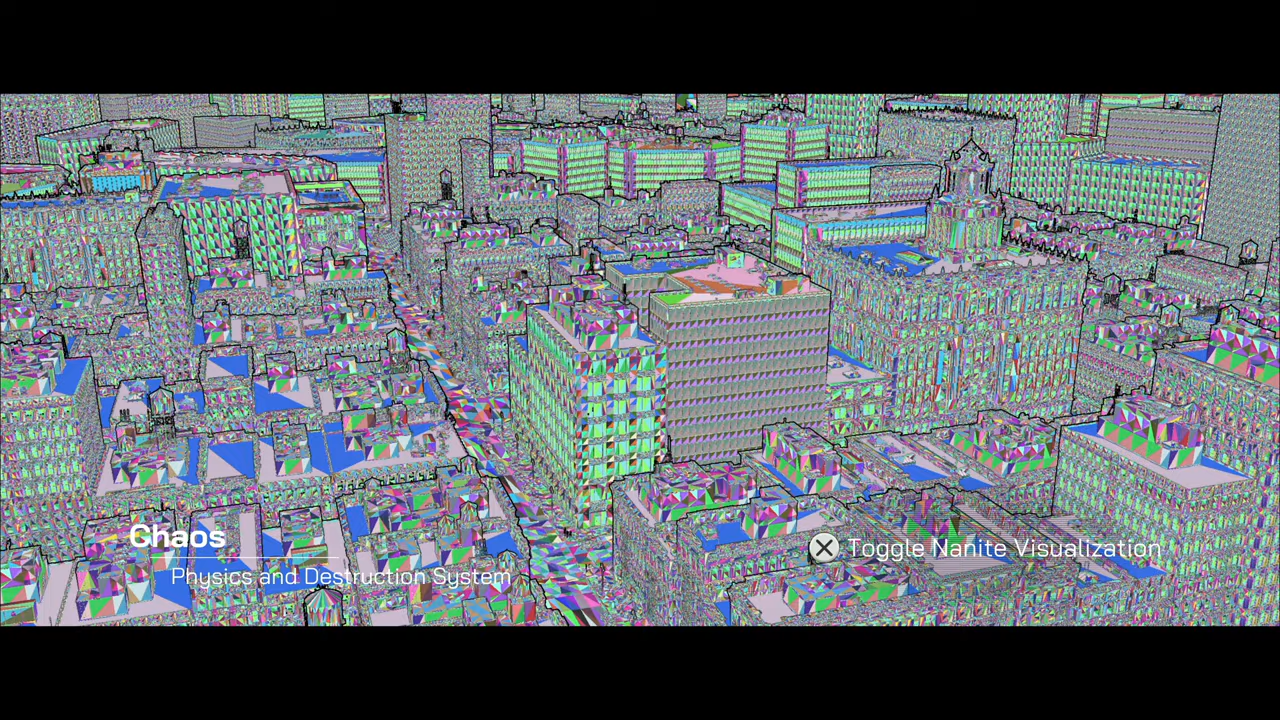 Chaos
Physics and Destruction System
Toggle Nanite Visualization